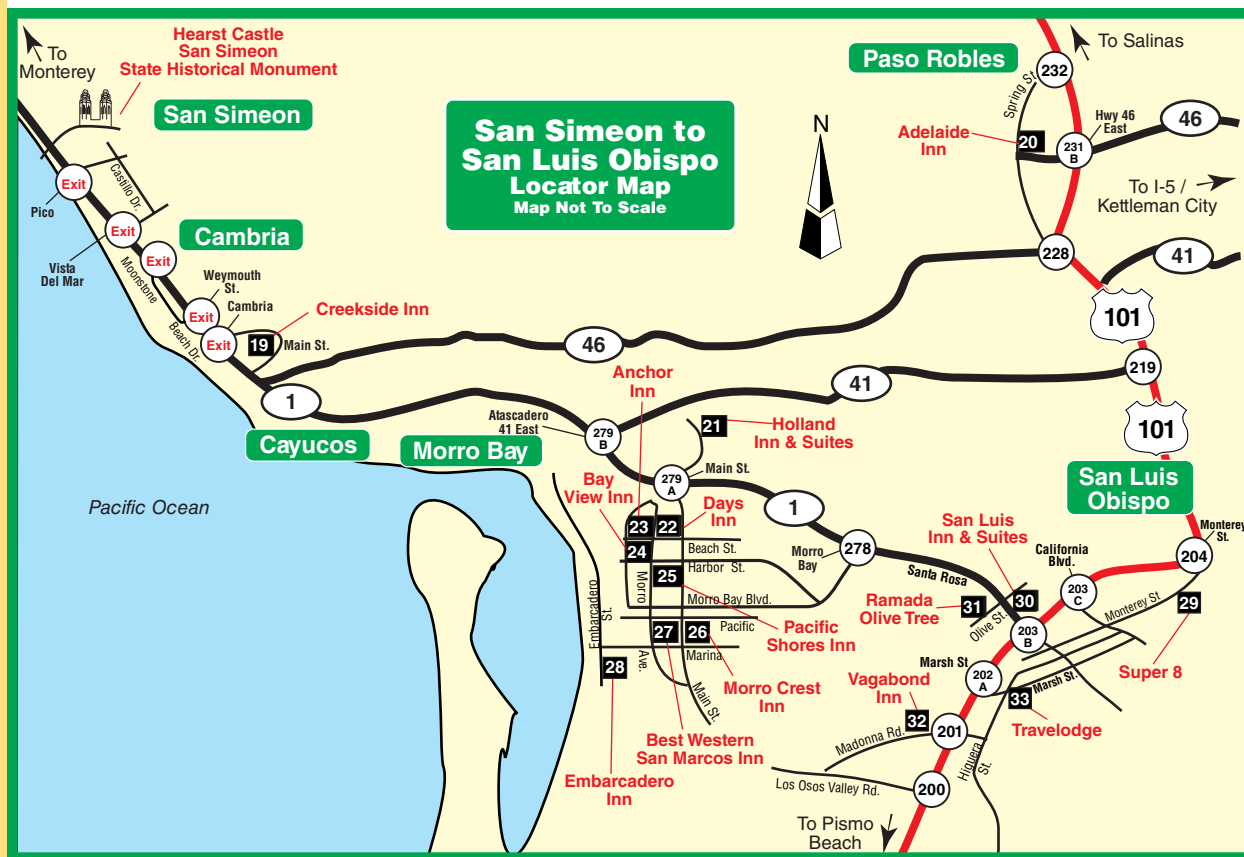 To
Monterey
Hearst Castle
San Simeon
State Historical Monument
San Simeon
Castillo Dr.
Exit
Pico
Exit
Vista
Del Mar
Cambria
Exit
Moonstone
Beach Dr.
Weymouth
St.
Exit
Cambria
Exit
19
Main St.
Creekside Inn
San Simeon to
San Luis Obispo
Locator Map
Map Not To Scale
N
Paso Robles
To Salinas
232
Spring St.
Adelaide
Inn
20
231
B
Hwy 46
East
46
To I-5 /
Kettleman City
228
41
101
46
1
41
219
101
Cayucos
Morro Bay
Pacific Ocean
Atascadero
41 East
279
B
Anchor
Inn
21
Holland
Inn & Suites
279
A
Main St.
Bay
View Inn
Days
Inn
23
22
24
Beach St.
Harbor St.
25
Morro
Ave.
Morro Bay Blvd.
Pacific
27
26
Marina
Main St.
Embarcadero
St.
28
Pacific
Shores Inn
Morro Crest
Inn
Best Western
San Marcos Inn
Embarcadero
Inn
1
Morro
Bay
278
Santa Rosa
San Luis
Inn & Suites
San Luis
Obispo
Monterey
St.
204
California
Blvd.
203
C
Monterey St
29
Super 8
Ramada
Olive Tree
31
30
Olive St.
203
B
Marsh St
202
A
Marsh St.
33
Travelodge
Vagabond
Inn
32
201
Madonna Rd.
Higuera
St.
Los Osos Valley Rd.
200
To Pismo
Beach